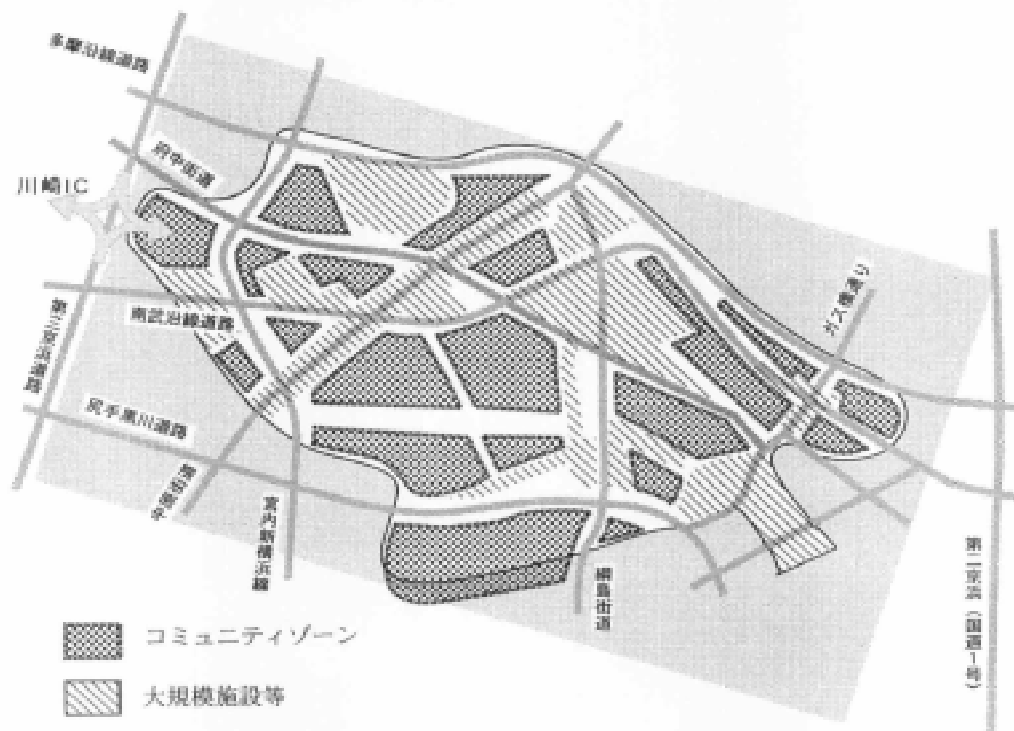 多摩沿線道路
府中街道
川崎IC
南武沿線道路
第三京浜道路
尻手黒川道路
宮内新横浜線
綱島街道
ガス橋通り
第二京浜(国道1号)
コミュニティゾーン
大規模施設等